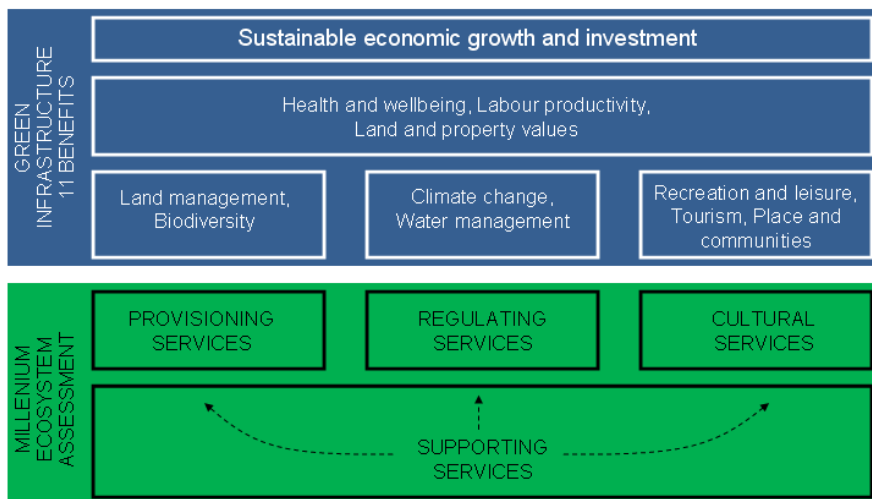 GREEN
INFRASTRUCTURE
11 BENEFITS
Sustainable economic growth and investment
Health and wellbeing, Labour productivity,
Land and property values
Land management,
Biodiversity
Climate change,
Water management
Recreation and leisure,
Tourism, Place and
communities
MILLENIUM
ECOSYSTEM
ASSESSMENT
PROVISIONING
SERVICES
REGULATING
SERVICES
CULTURAL
SERVICES
SUPPORTING
SERVICES